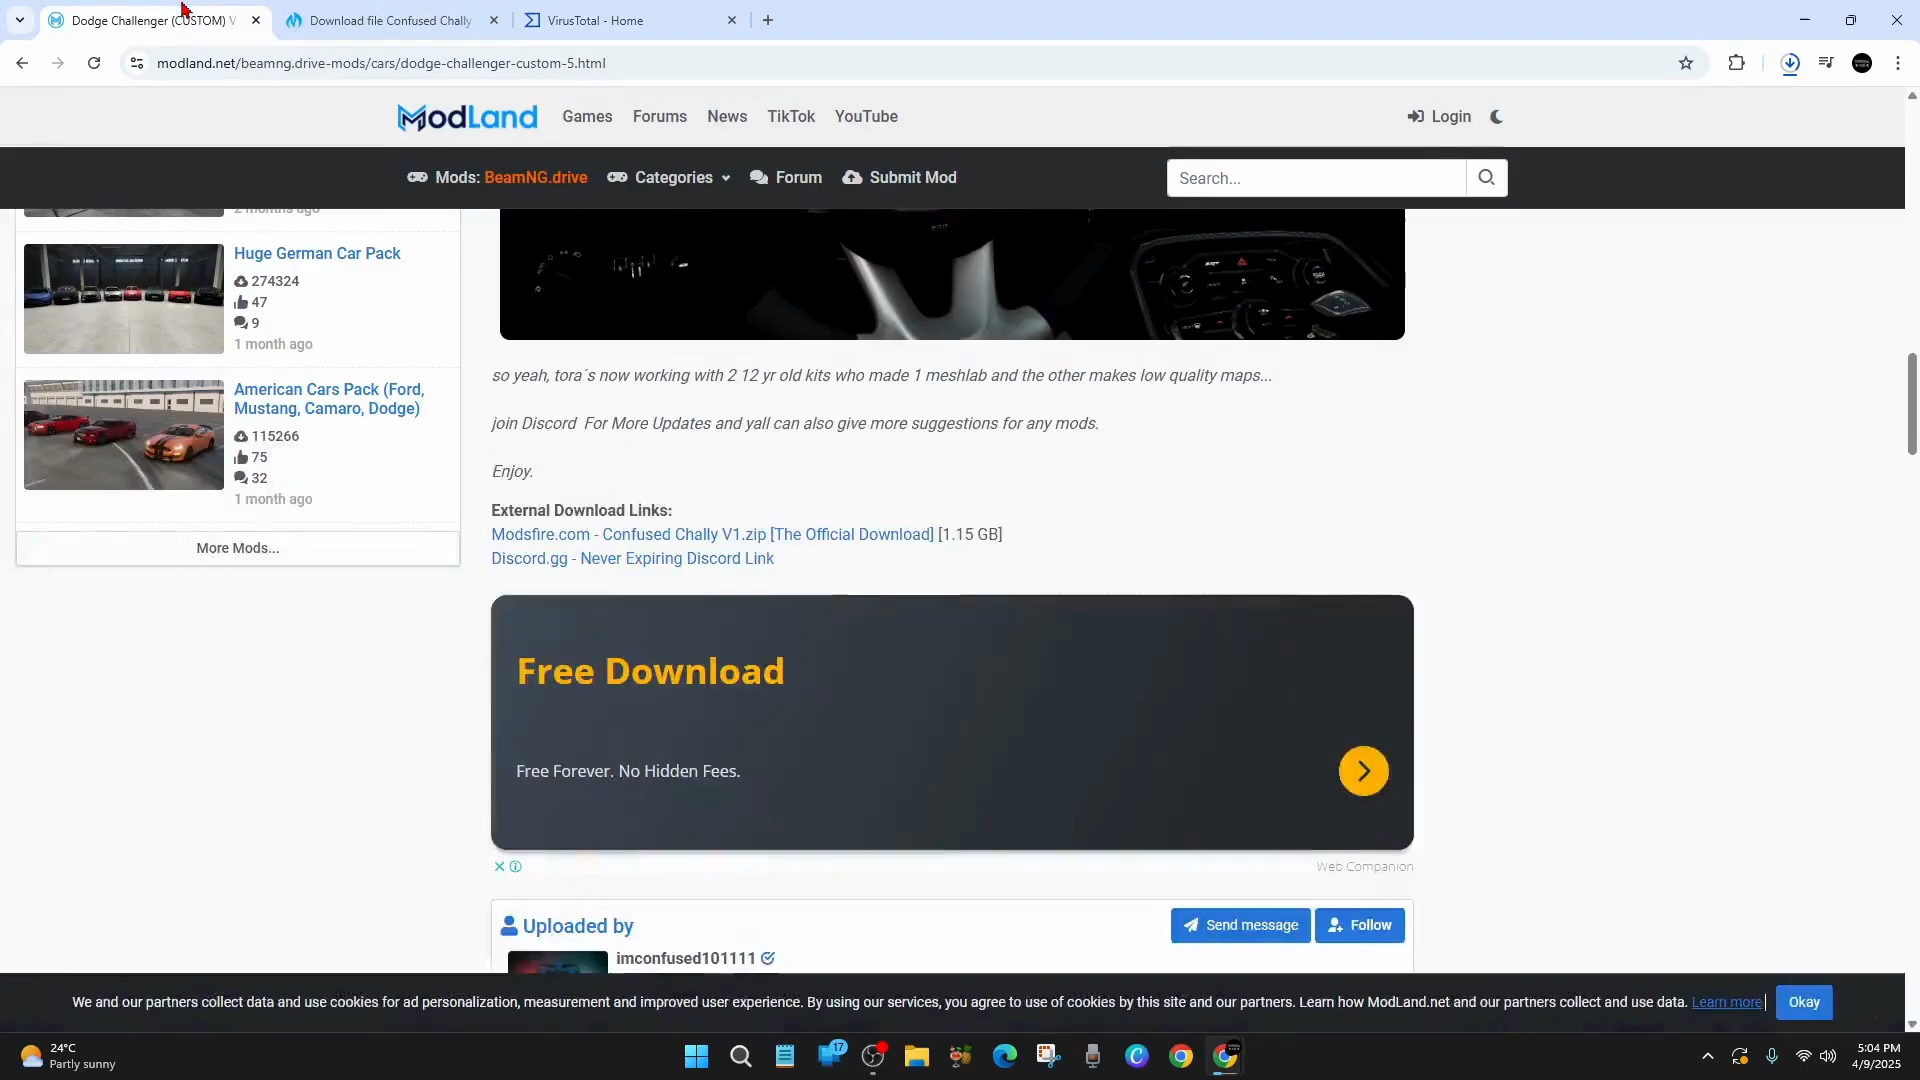 Dodge Challenger (CUSTOM) V
Download file Confused Chally
VirusTotal - Home
modland.net/beamng.drive-mods/cars/dodge-challenger-custom-5.html
ModLand
Games
Forums
News
TikTok
YouTube
Login
Mods: BeamNG.drive
Categories
Forum
Submit Mod
Search...
2 months ago
Huge German Car Pack
274324
47
9
1 month ago
American Cars Pack (Ford,
Mustang, Camaro, Dodge)
115266
75
32
1 month ago
More Mods...
so yeah, tora´s now working with 2 12 yr old kits who made 1 meshlab and the other makes low quality maps...
join Discord For More Updates and yall can also give more suggestions for any mods.
Enjoy.
External Download Links:
Modsfire.com - Confused Chally V1.zip [The Official Download] [1.15 GB]
Discord.gg - Never Expiring Discord Link
Free Download
Free Forever. No Hidden Fees.
Web Companion
Uploaded by
Send message
Follow
imconfused101111
We and our partners collect data and use cookies for ad personalization, measurement and improved user experience. By using our services, you agree to use of cookies by this site and our partners. Learn how ModLand.net and our partners collect and use data. Learn more
Okay
24°C
Partly sunny
17
5:04 PM
4/9/2025